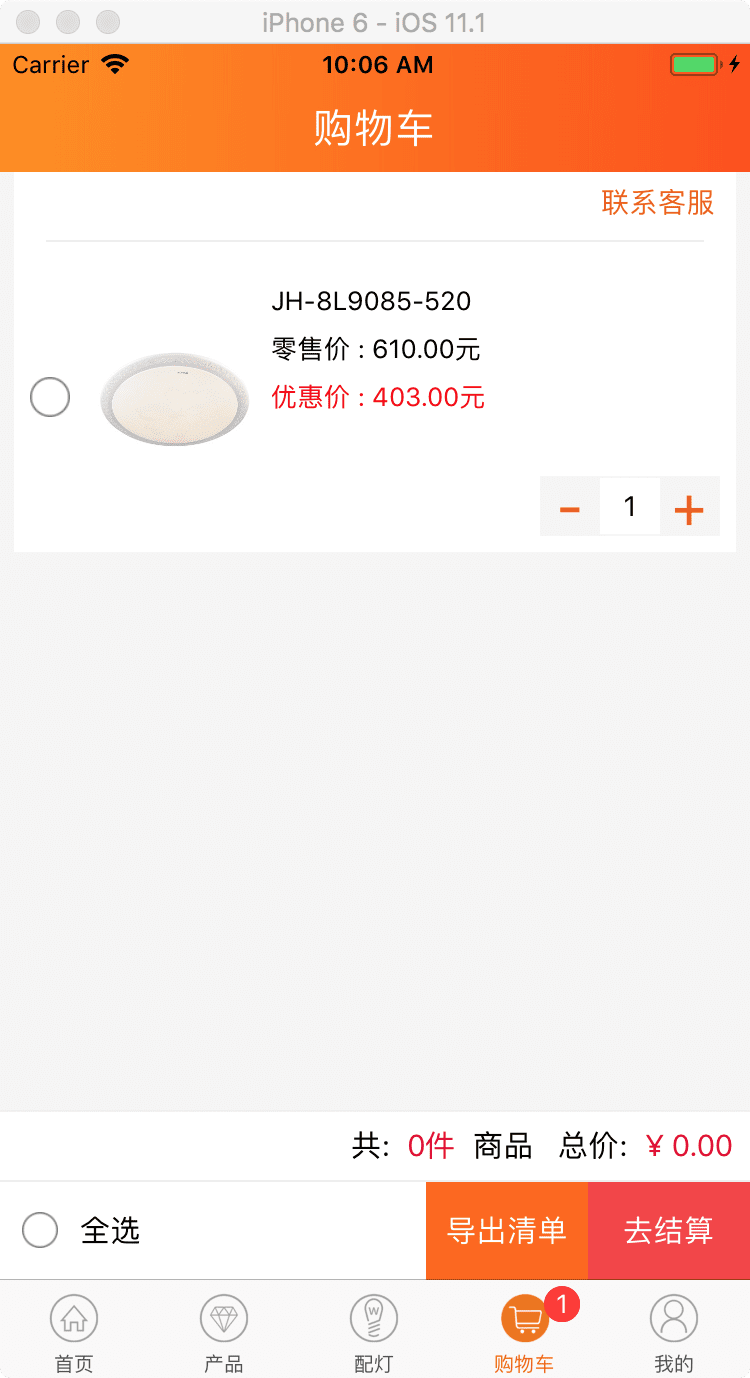 iPhone 6 - iOS 11.1
Carrier 10:06 AM
购物车
联系客服
JH-8L9085-520
零售价 : 610.00元
优惠价 : 403.00元
- 1 +
共: 0件 商品 总价: ¥ 0.00
全选 导出清单 去结算
1
首页 产品 配灯 购物车 我的